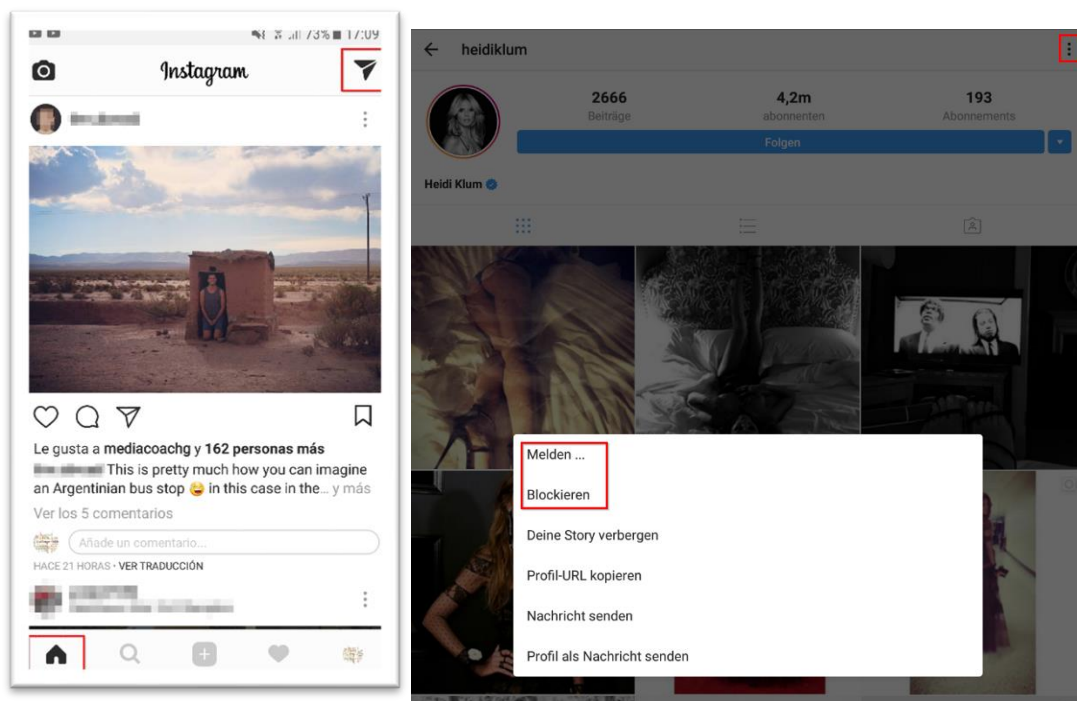 73% 17:09
Instagram
Le gusta a mediacoachg y 162 personas más
This is pretty much how you can imagine
an Argentinian bus stop 😄 in this case in the... y más
Ver los 5 comentarios
Añade un comentario...
HACE 21 HORAS • VER TRADUCCIÓN
heidiklum
2666
Beiträge
4,2m
abonnenten
193
Abonnements
Folgen
Heidi Klum
Melden ...
Blockieren
Deine Story verbergen
Profil-URL kopieren
Nachricht senden
Profil als Nachricht senden